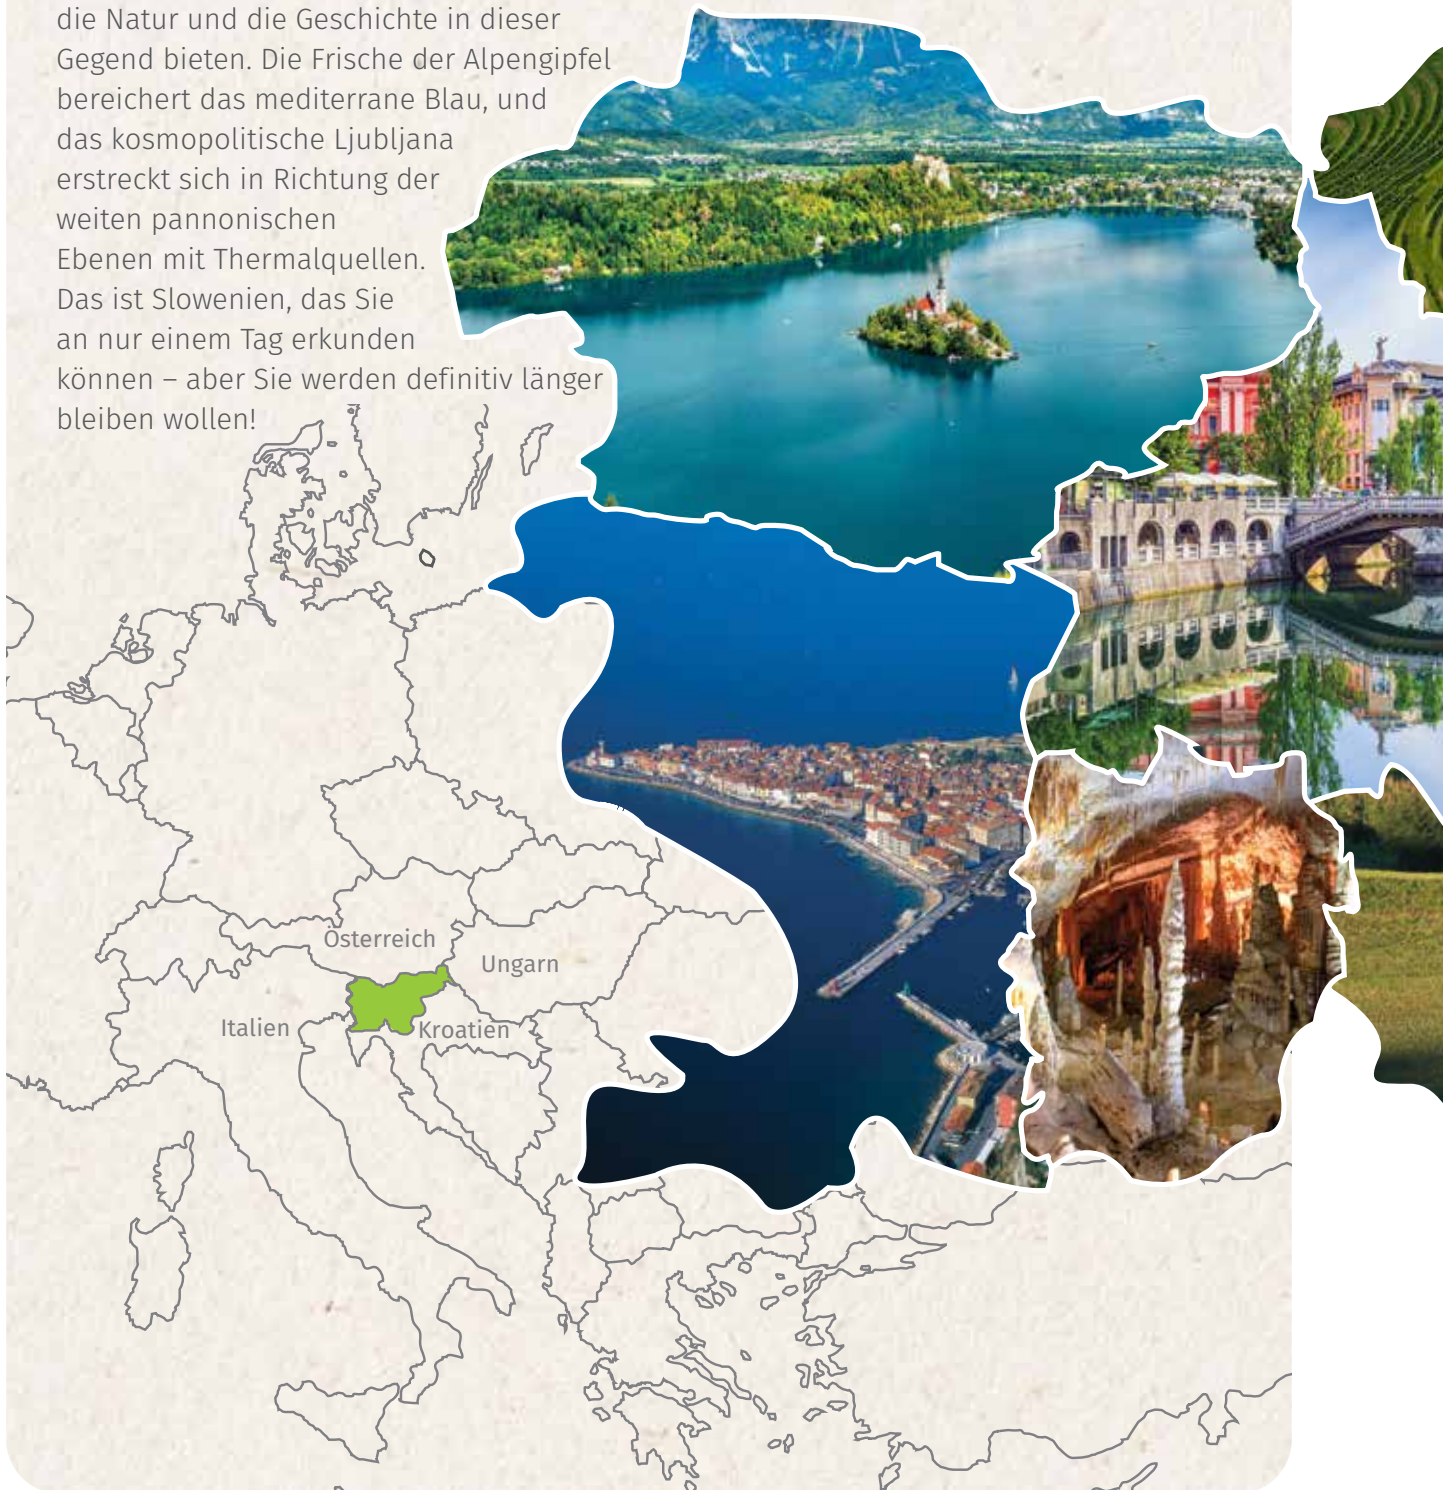 die Natur und die Geschichte in dieser
Gegend bieten. Die Frische der Alpengipfel
bereichert das mediterrane Blau, und
das kosmopolitische Ljubljana
erstreckt sich in Richtung der
weiten pannonischen
Ebenen mit Thermalquellen.
Das ist Slowenien, das Sie
an nur einem Tag erkunden
können – aber Sie werden definitiv länger
bleiben wollen!
Österreich
Ungarn
Italien
Kroatien